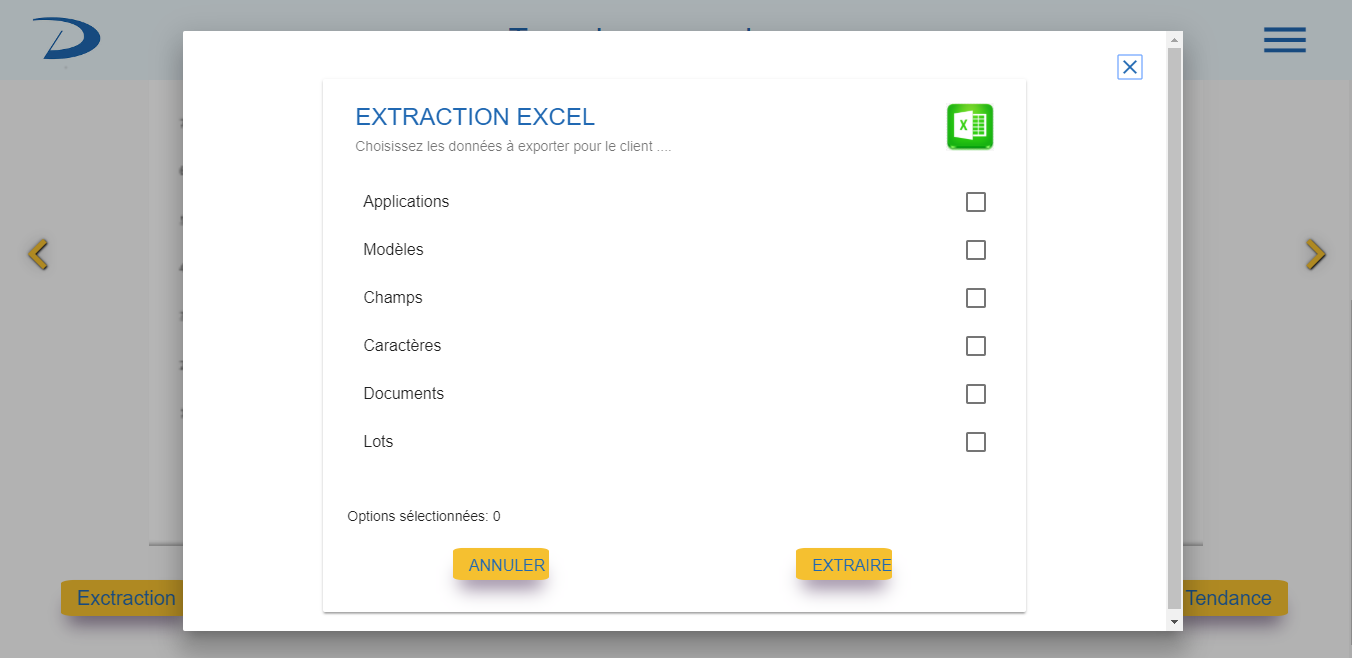 EXTRACTION EXCEL
Choisissez les données à exporter pour le client ....
Applications
Modèles
Champs
Caractères
Documents
Lots
Options sélectionnées: 0
ANNULER
EXTRAIRE
Exctraction
Tendance